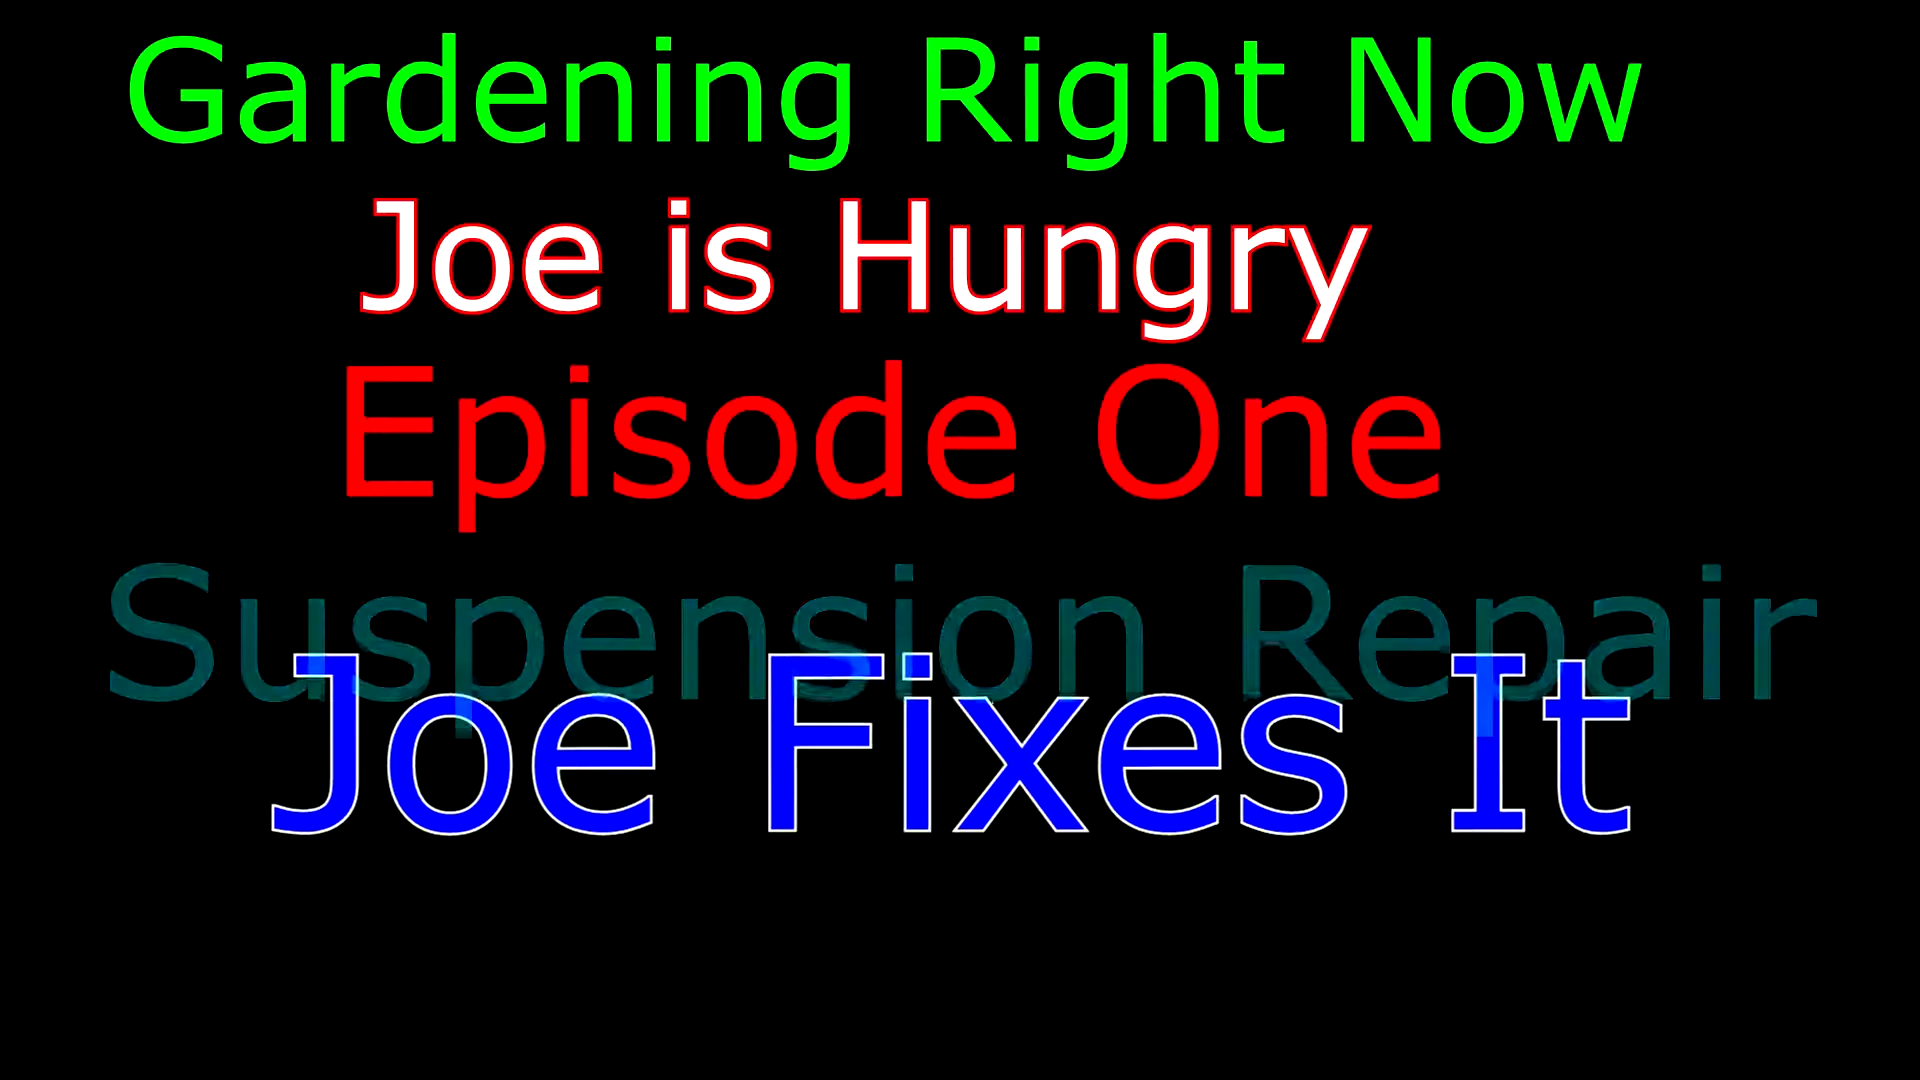 Gardening Right Now
Joe is Hungry
Episode One
Suspension Repair
Joe Fixes It